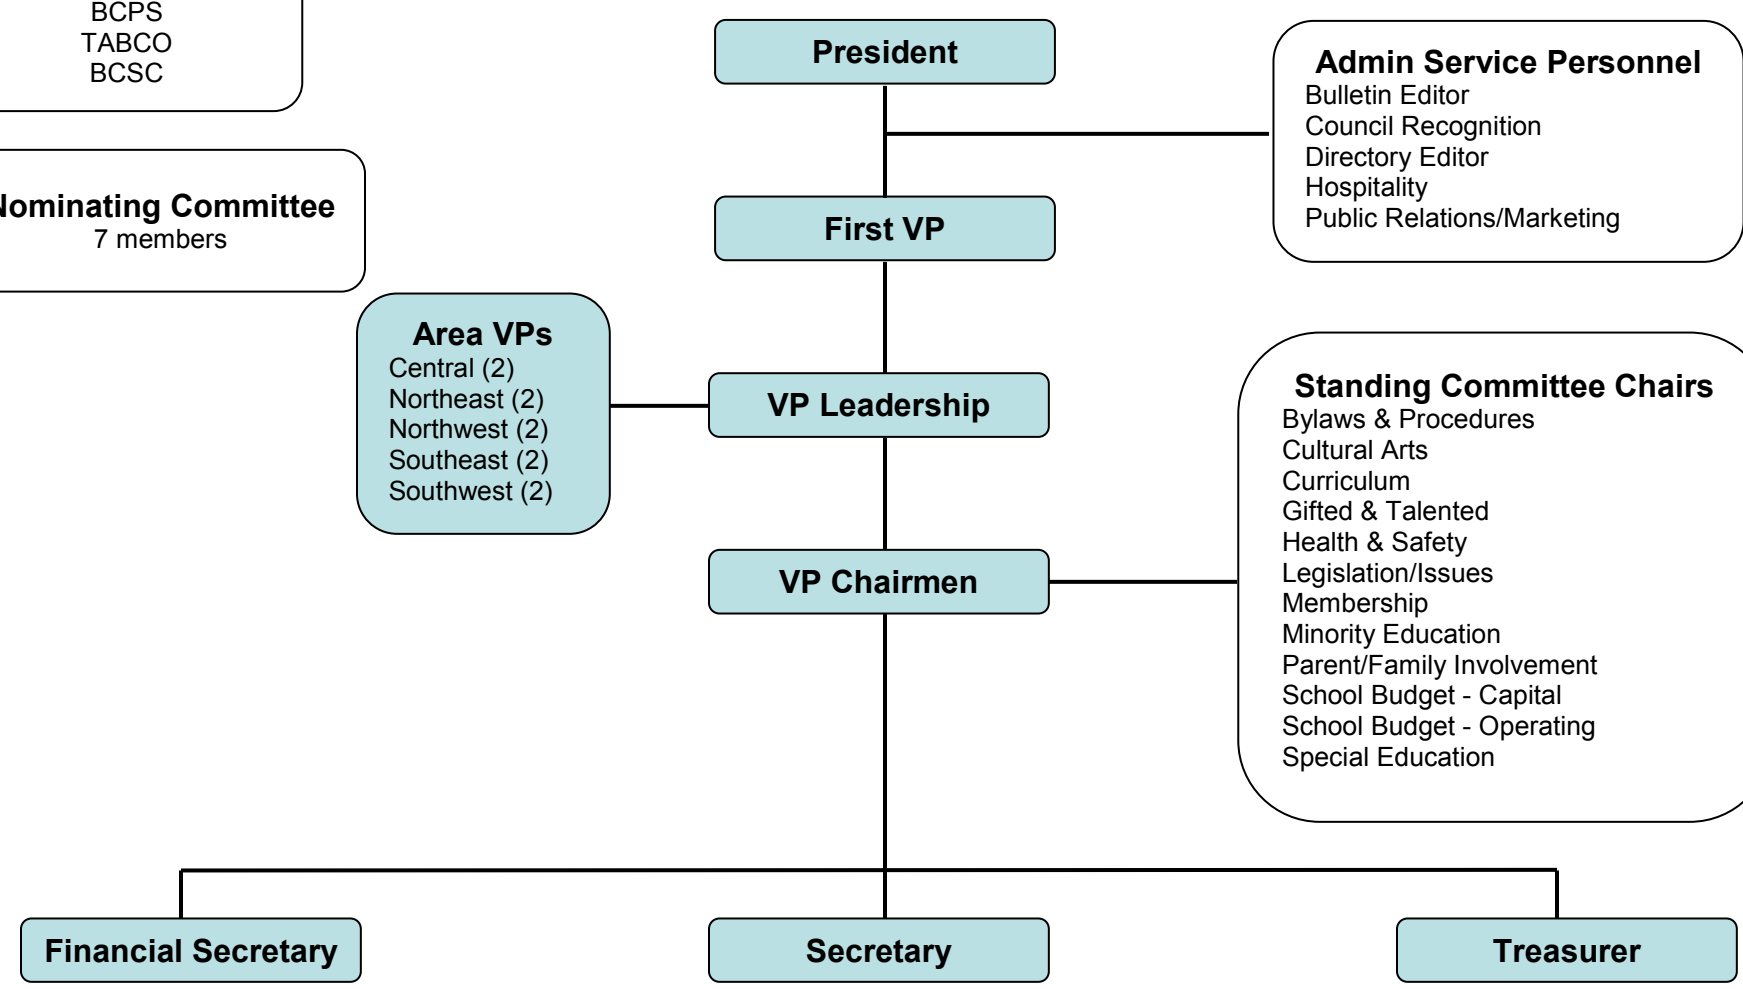 BCPS
TABCO
BCSC
President
Admin Service Personnel
Bulletin Editor
Council Recognition
Directory Editor
Hospitality
Public Relations/Marketing
Nominating Committee
7 members
First VP
Area VPs
Central (2)
Northeast (2)
Northwest (2)
Southeast (2)
Southwest (2)
VP Leadership
Standing Committee Chairs
Bylaws & Procedures
Cultural Arts
Curriculum
Gifted & Talented
Health & Safety
Legislation/Issues
Membership
Minority Education
Parent/Family Involvement
School Budget - Capital
School Budget - Operating
Special Education
VP Chairmen
Financial Secretary
Secretary
Treasurer